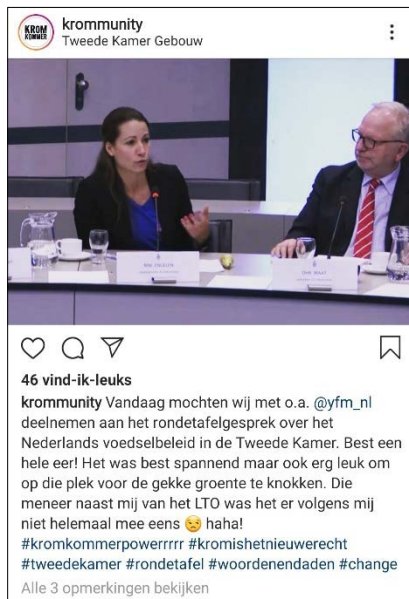 KROM
KOMMER
krommunity
Tweede Kamer Gebouw
46 vind-ik-leuks
krommunity Vandaag mochten wij met o.a. @yfm_nl
deelnemen aan het rondetafelgesprek over het
Nederlands voedselbeleid in de Tweede Kamer. Best een
hele eer! Het was best spannend maar ook erg leuk om
op die plek voor de gekke groente te knokken. Die
meneer naast mij van het LTO was het er volgens mij
niet helemaal mee eens 😒 haha!
#kromkommerpowerrrrr #kromishetnieuwerecht
#tweedekamer #rondetafel #woordenendaden #change
Alle 3 opmerkingen bekijken